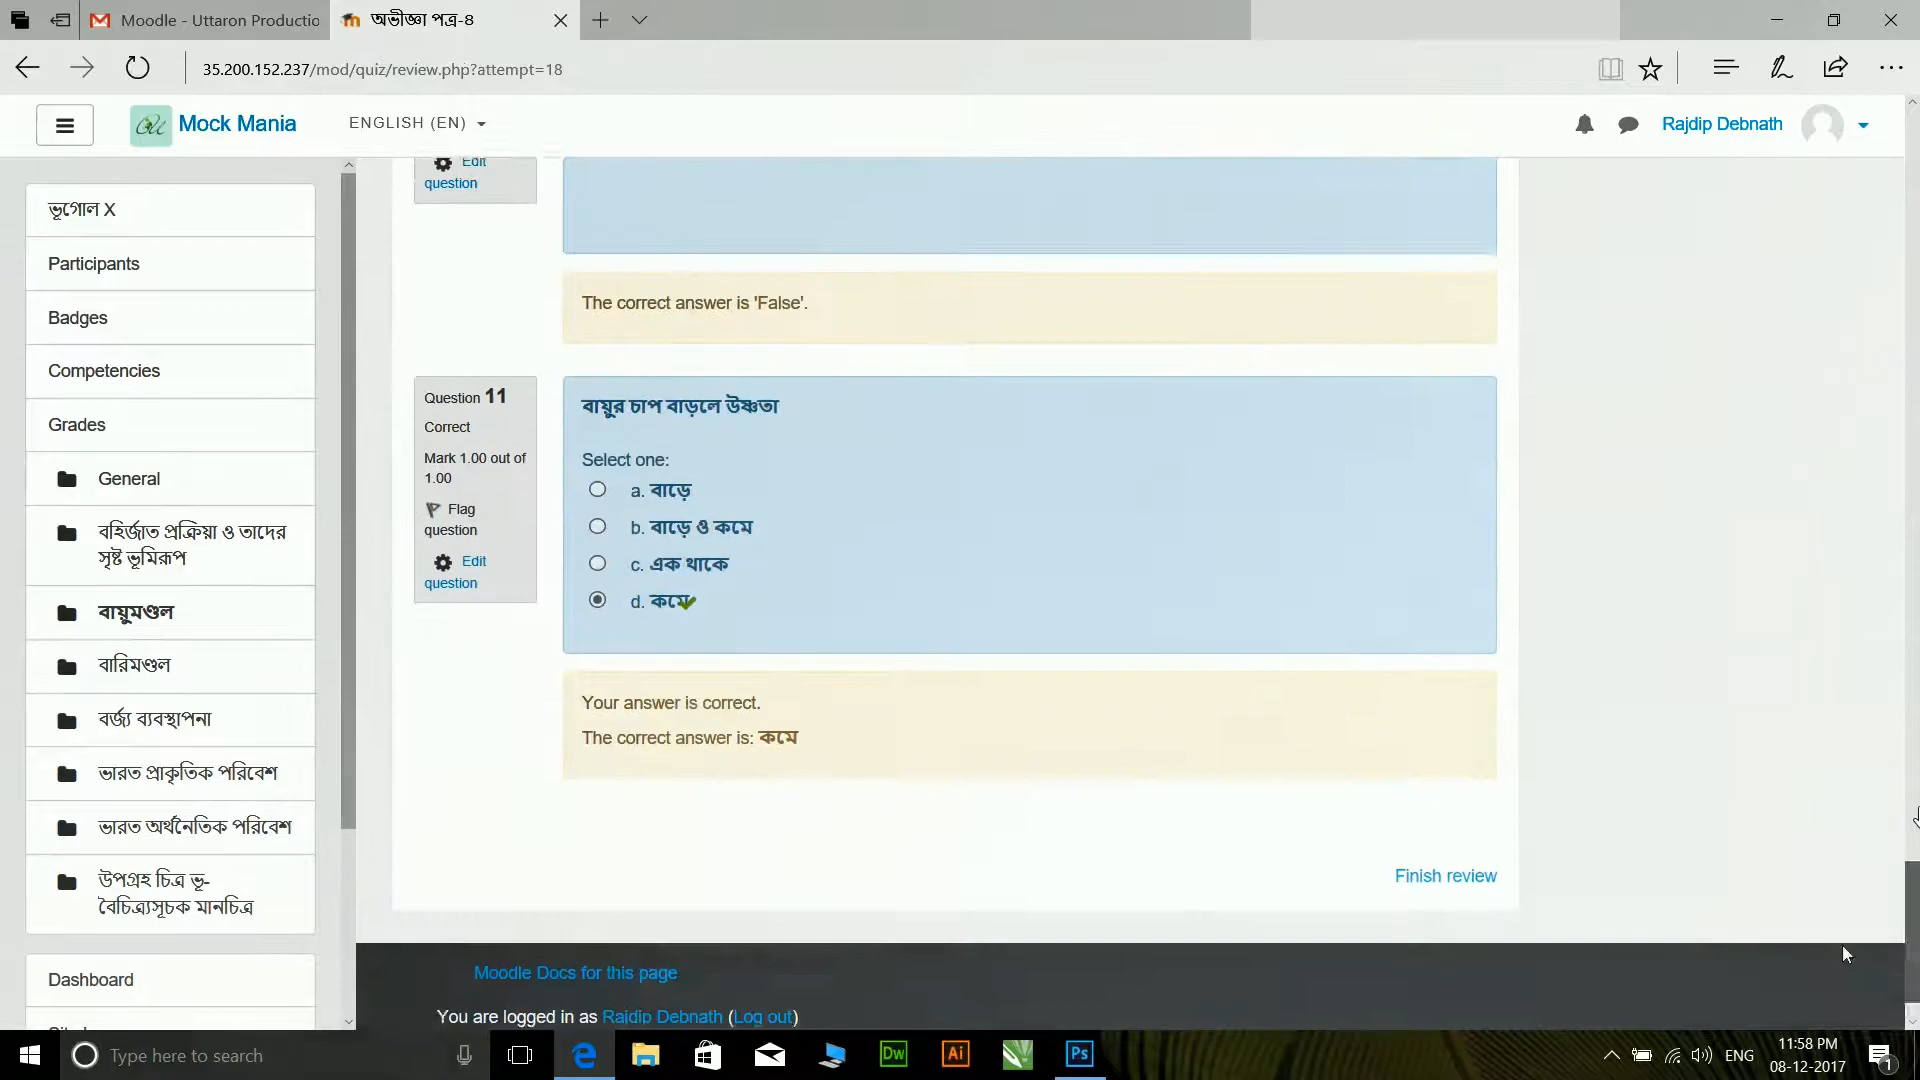 Moodle - Uttaron Productio
অভীজ্ঞা পত্র-৪
35.200.152.237/mod/quiz/review.php?attempt=18
Mock Mania
ENGLISH (EN)
Rajdip Debnath
ভূগোল X
Participants
Badges
Competencies
Grades
General
বহির্জাত প্রক্রিয়া ও তাদের
সৃষ্ট ভূমিরূপ
বায়ুমণ্ডল
বারিমণ্ডল
বর্জ্য ব্যবস্থাপনা
ভারত প্রাকৃতিক পরিবেশ
ভারত অর্থনৈতিক পরিবেশ
উপগ্রহ চিত্র ভূ-
বৈচিত্র্যসূচক মানচিত্র
Dashboard
Edit
question
The correct answer is 'False'.
Question 11
Correct
Mark 1.00 out of
1.00
Flag
question
Edit
question
বায়ুর চাপ বাড়লে উষ্ণতা
Select one:
a. বাড়ে
b. বাড়ে ও কমে
c. এক থাকে
d. কমে
Your answer is correct.
The correct answer is: কমে
Finish review
Moodle Docs for this page
You are logged in as Rajdip Debnath (Log out)
Type here to search
Dw
Ai
Ps
ENG
11:58 PM
08-12-2017
1